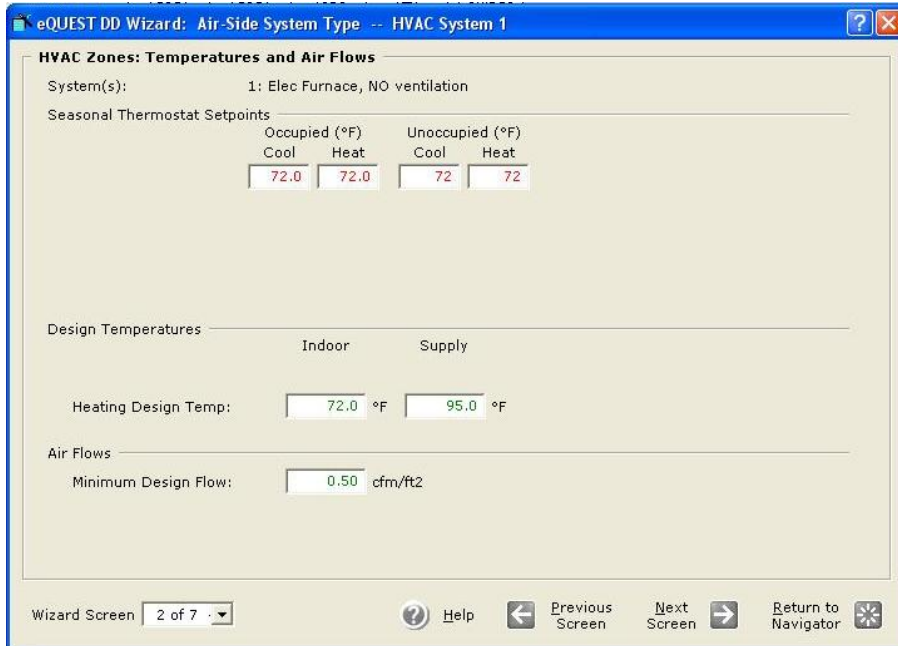 eQUEST DD Wizard: Air-Side System Type -- HVAC System 1
HVAC Zones: Temperatures and Air Flows
System(s): 1: Elec Furnace, NO ventilation
Seasonal Thermostat Setpoints
Occupied (°F) Unoccupied (°F)
Cool Heat Cool Heat
72.0 72.0 72 72
Design Temperatures
Indoor Supply
Heating Design Temp: 72.0 °F 95.0 °F
Air Flows
Minimum Design Flow: 0.50 cfm/ft2
Wizard Screen 2 of 7 Help Previous Screen Next Screen Return to Navigator